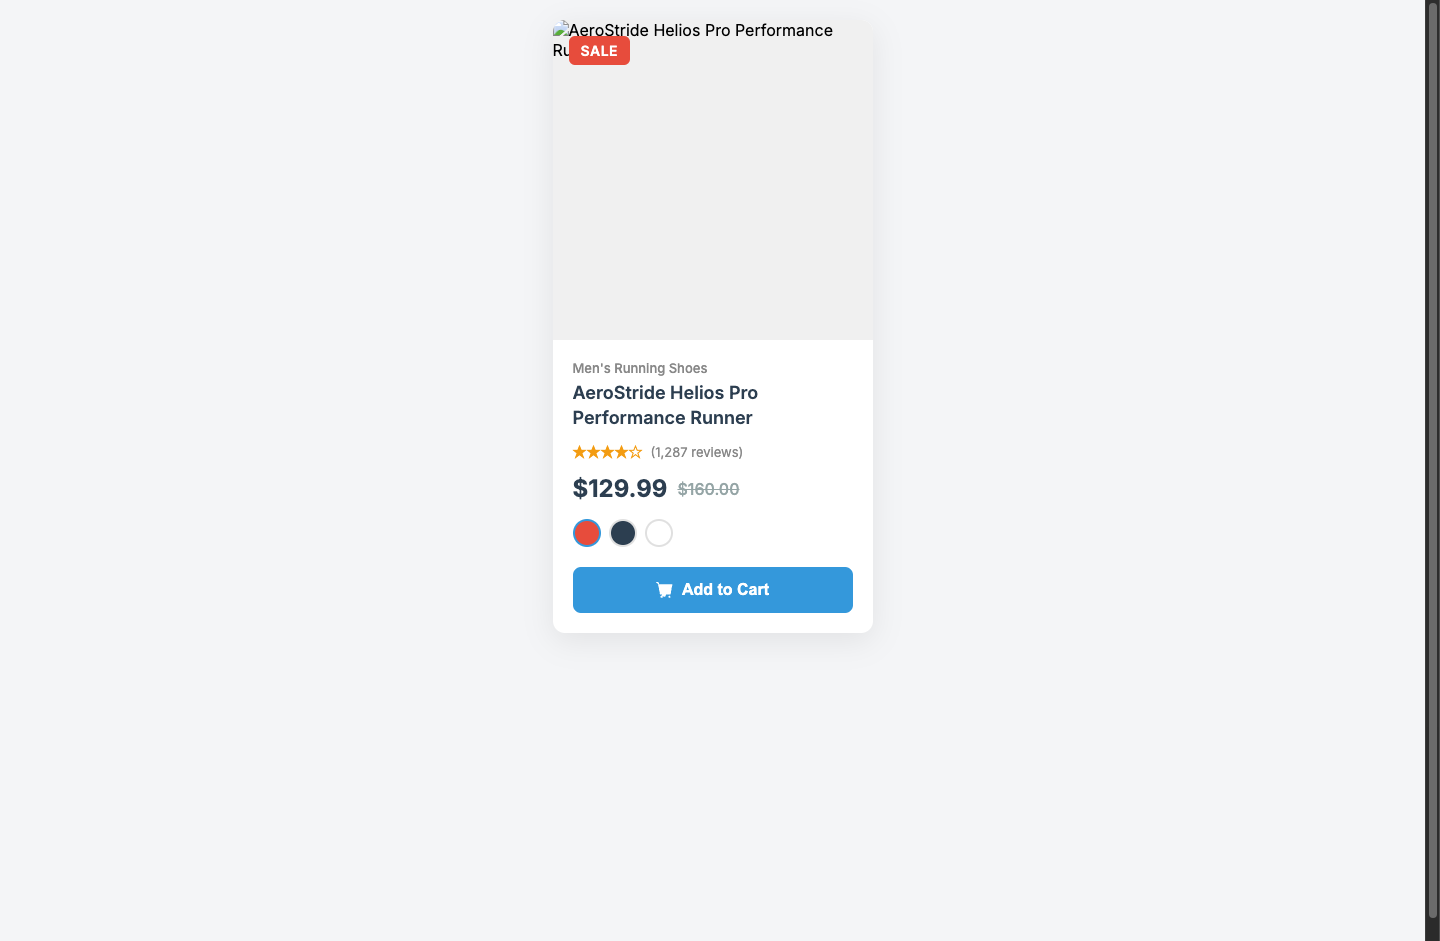 AeroStride Helios Pro Performance
Ru
SALE
Men's Running Shoes
AeroStride Helios Pro
Performance Runner
(1,287 reviews)
$129.99 $160.00
Add to Cart